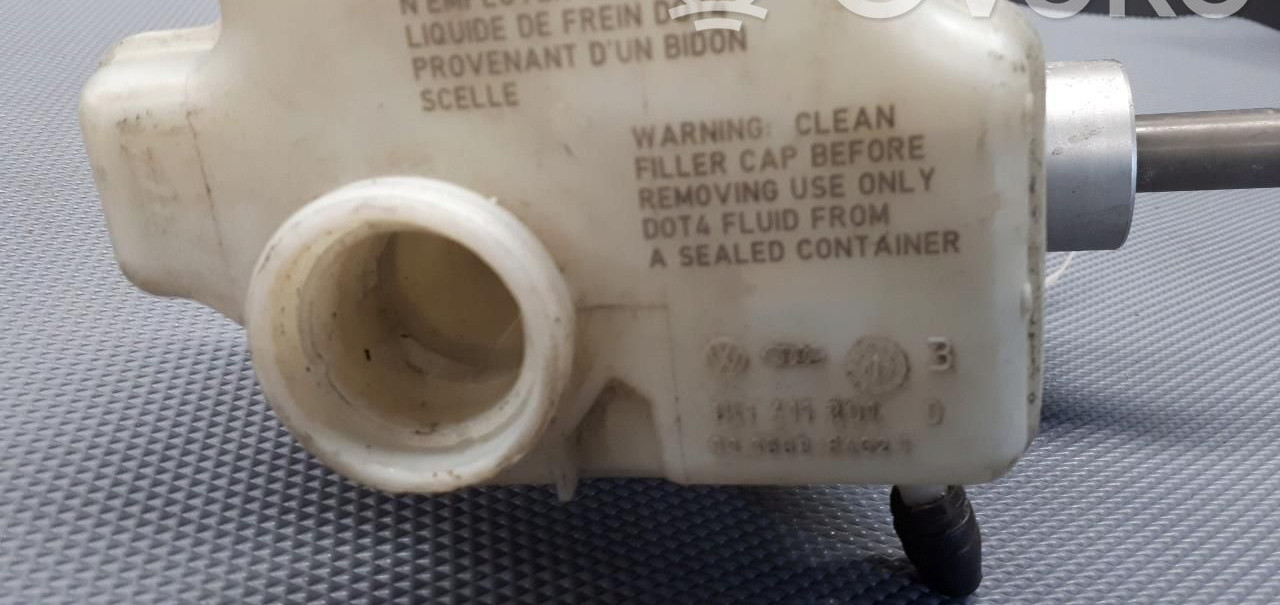 LIQUIDE DE FREIN DOT4
PROVENANT D'UN BIDON
SCELLE
WARNING: CLEAN
FILLER CAP BEFORE
REMOVING USE ONLY
DOT4 FLUID FROM
A SEALED CONTAINER
B
D